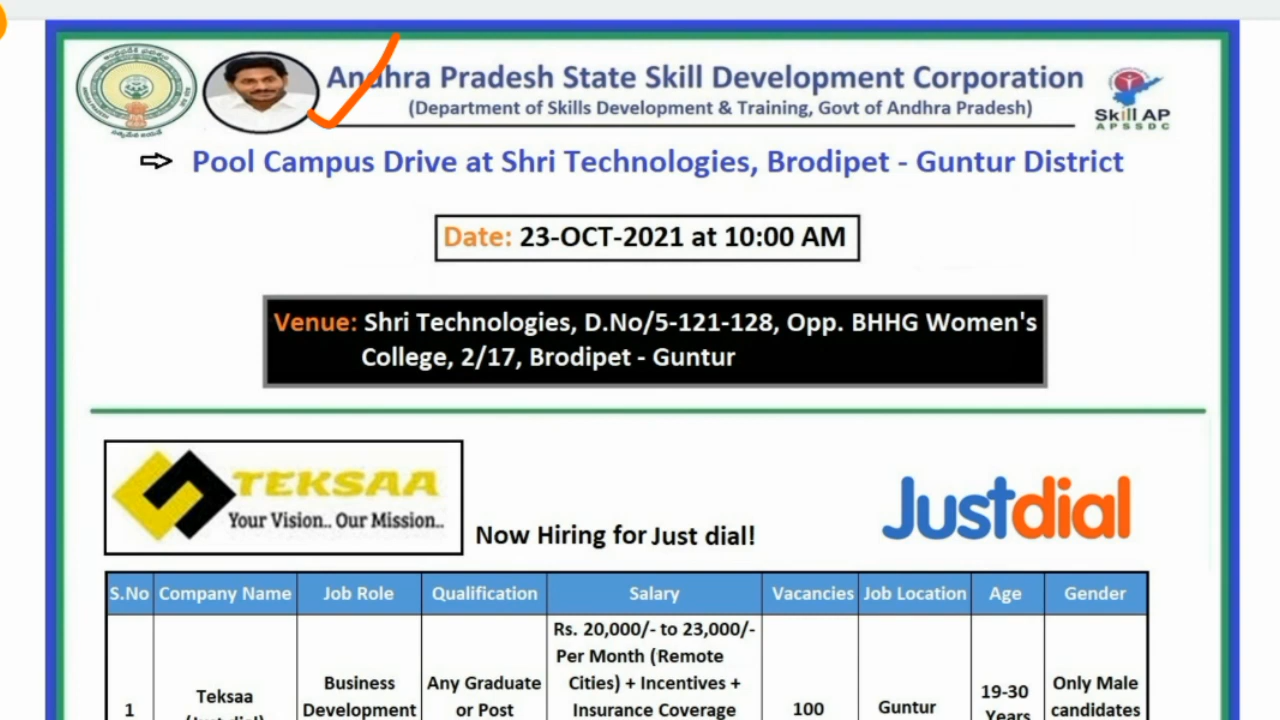 Andhra Pradesh State Skill Development Corporation
(Department of Skills Development & Training, Govt of Andhra Pradesh)
Skill AP
APSSDC
Pool Campus Drive at Shri Technologies, Brodipet - Guntur District
Date: 23-OCT-2021 at 10:00 AM
Venue: Shri Technologies, D.No/5-121-128, Opp. BHHG Women's
College, 2/17, Brodipet - Guntur
TEKSAA
Your Vision.. Our Mission..
Now Hiring for Just dial!
Justdial
S.No Company Name Job Role Qualification Salary Vacancies Job Location Age Gender
1
Teksaa
Business
Development
Any Graduate
or Post
Rs. 20,000/- to 23,000/-
Per Month (Remote
Cities) + Incentives +
Insurance Coverage
100
Guntur
19-30
Years
Only Male
candidates